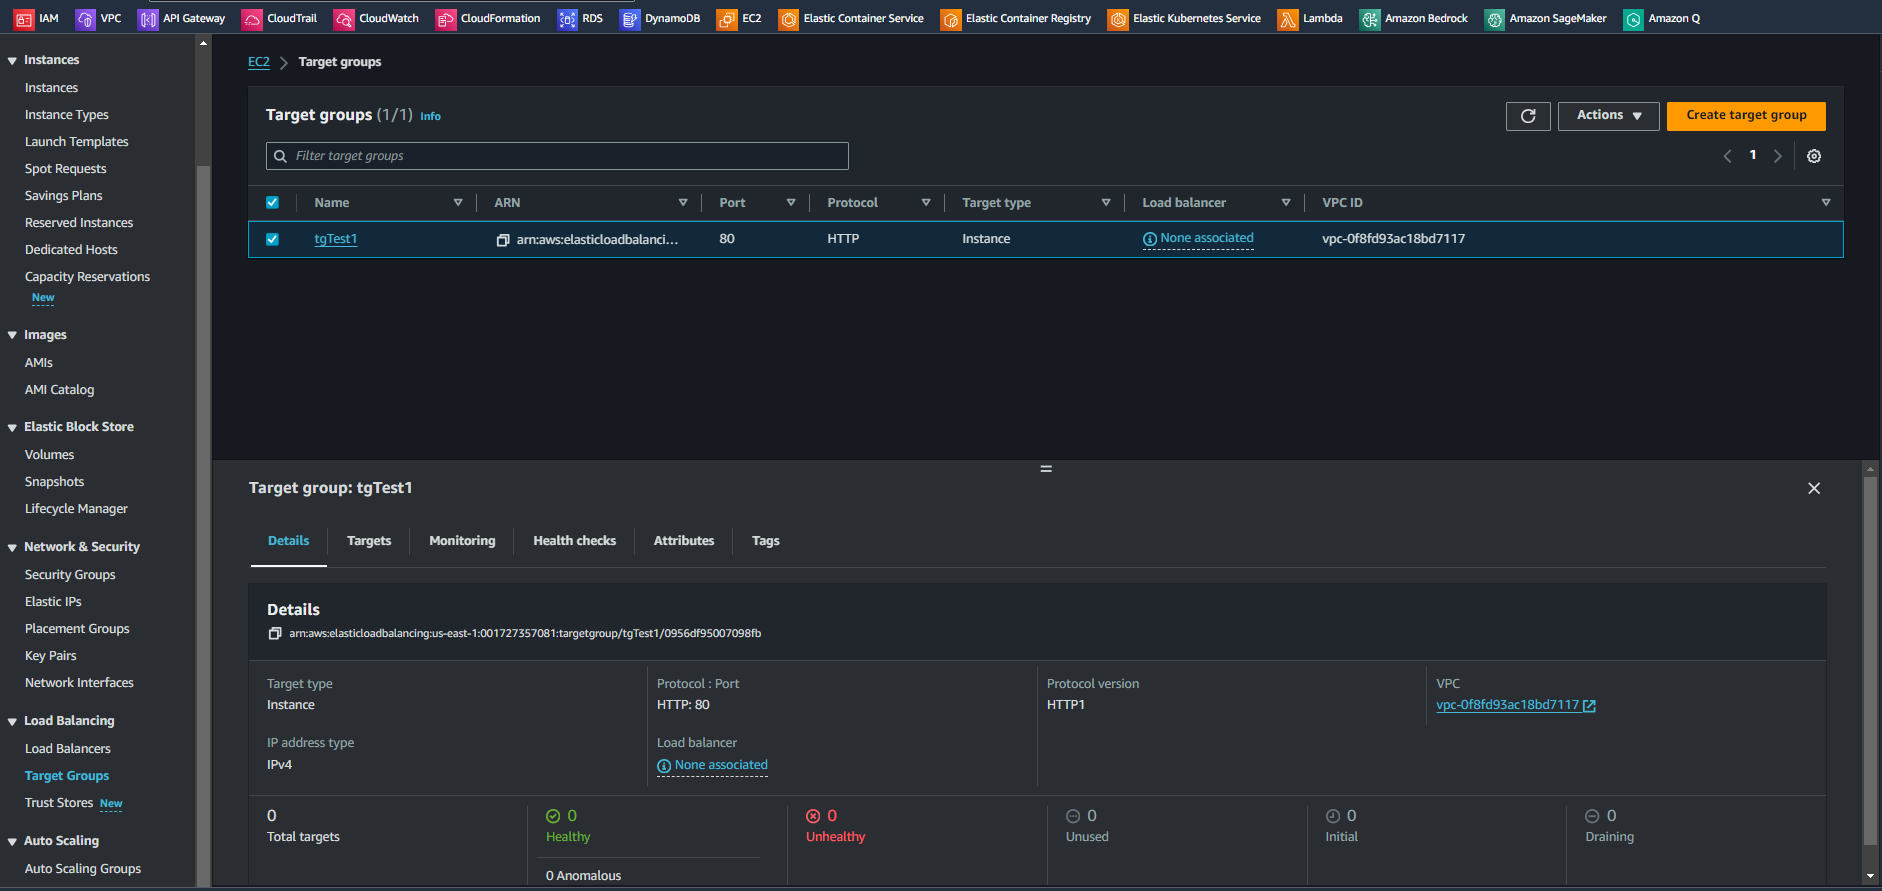 IAM VPC API Gateway CloudTrail CloudWatch CloudFormation RDS DynamoDB EC2 Elastic Container Service Elastic Container Registry Elastic Kubernetes Service Lambda Amazon Bedrock Amazon SageMaker Amazon Q
Instances
Instances
Instance Types
Launch Templates
Spot Requests
Savings Plans
Reserved Instances
Dedicated Hosts
Capacity Reservations
New
Images
AMIs
AMI Catalog
Elastic Block Store
Volumes
Snapshots
Lifecycle Manager
Network & Security
Security Groups
Elastic IPs
Placement Groups
Key Pairs
Network Interfaces
Load Balancing
Load Balancers
Target Groups
Trust Stores New
Auto Scaling
Auto Scaling Groups
EC2 Target groups
Target groups (1/1) Info
Actions
Create target group
Filter target groups
1
Name ARN Port Protocol Target type Load balancer VPC ID
tgTest1 arn:aws:elasticloadbalanci... 80 HTTP Instance None associated vpc-0f8fd93ac18bd7117
Target group: tgTest1
Details Targets Monitoring Health checks Attributes Tags
Details
arn:aws:elasticloadbalancing:us-east-1:001727357081:targetgroup/tgTest1/0956df95007098fb
Target type Protocol : Port Protocol version VPC
Instance HTTP: 80 HTTP1 vpc-0f8fd93ac18bd7117
IP address type Load balancer
IPv4 None associated
0 0 0 0 0 0
Total targets Healthy Unhealthy Unused Initial Draining
0 Anomalous